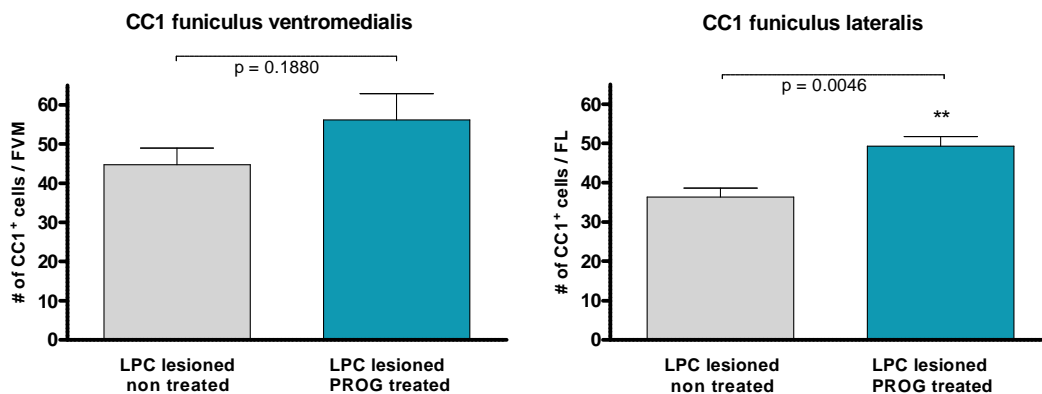 CC1 funiculus ventromedialis
p = 0.1880
# of CC1+ cells / FVM
60
50
40
30
20
10
0
LPC lesioned
non treated
LPC lesioned
PROG treated
CC1 funiculus lateralis
p = 0.0046
**
# of CC1+ cells / FL
60
50
40
30
20
10
0
LPC lesioned
non treated
LPC lesioned
PROG treated